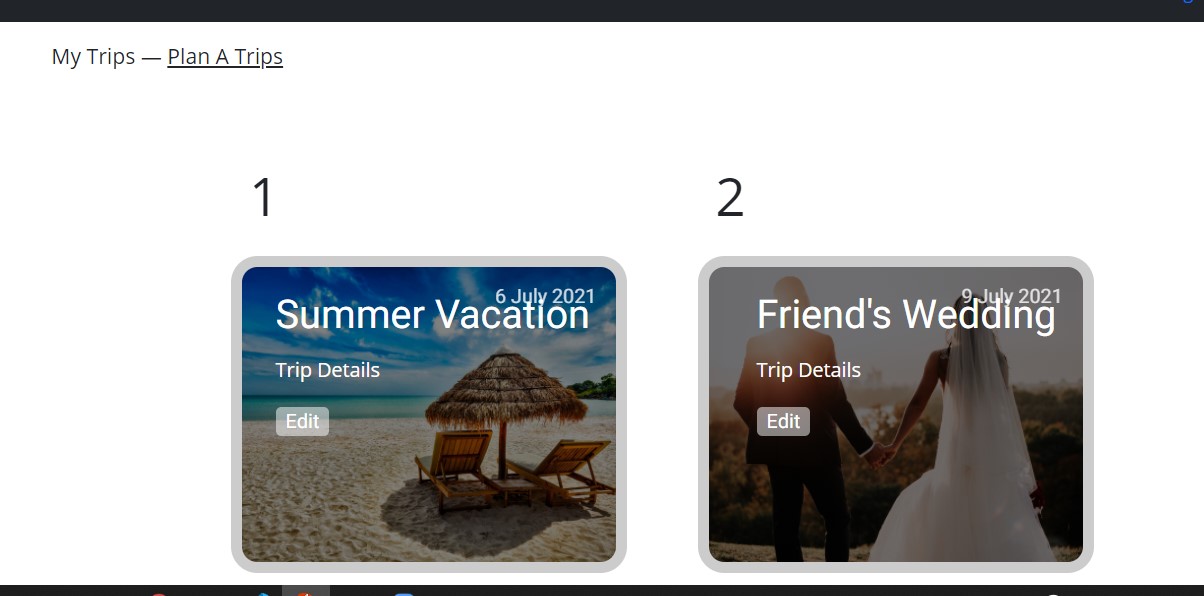 My Trips — Plan A Trips
1
2
6 July 2021
Summer Vacation
Trip Details
Edit
9 July 2021
Friend's Wedding
Trip Details
Edit